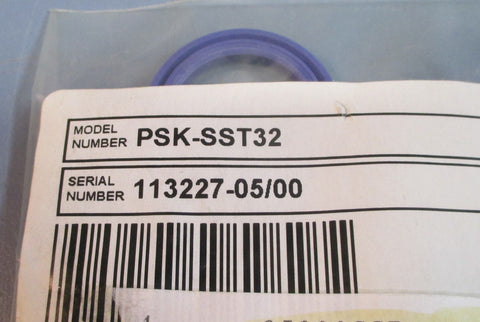 MODEL
NUMBER PSK-SST32
SERIAL
NUMBER 113227-05/00